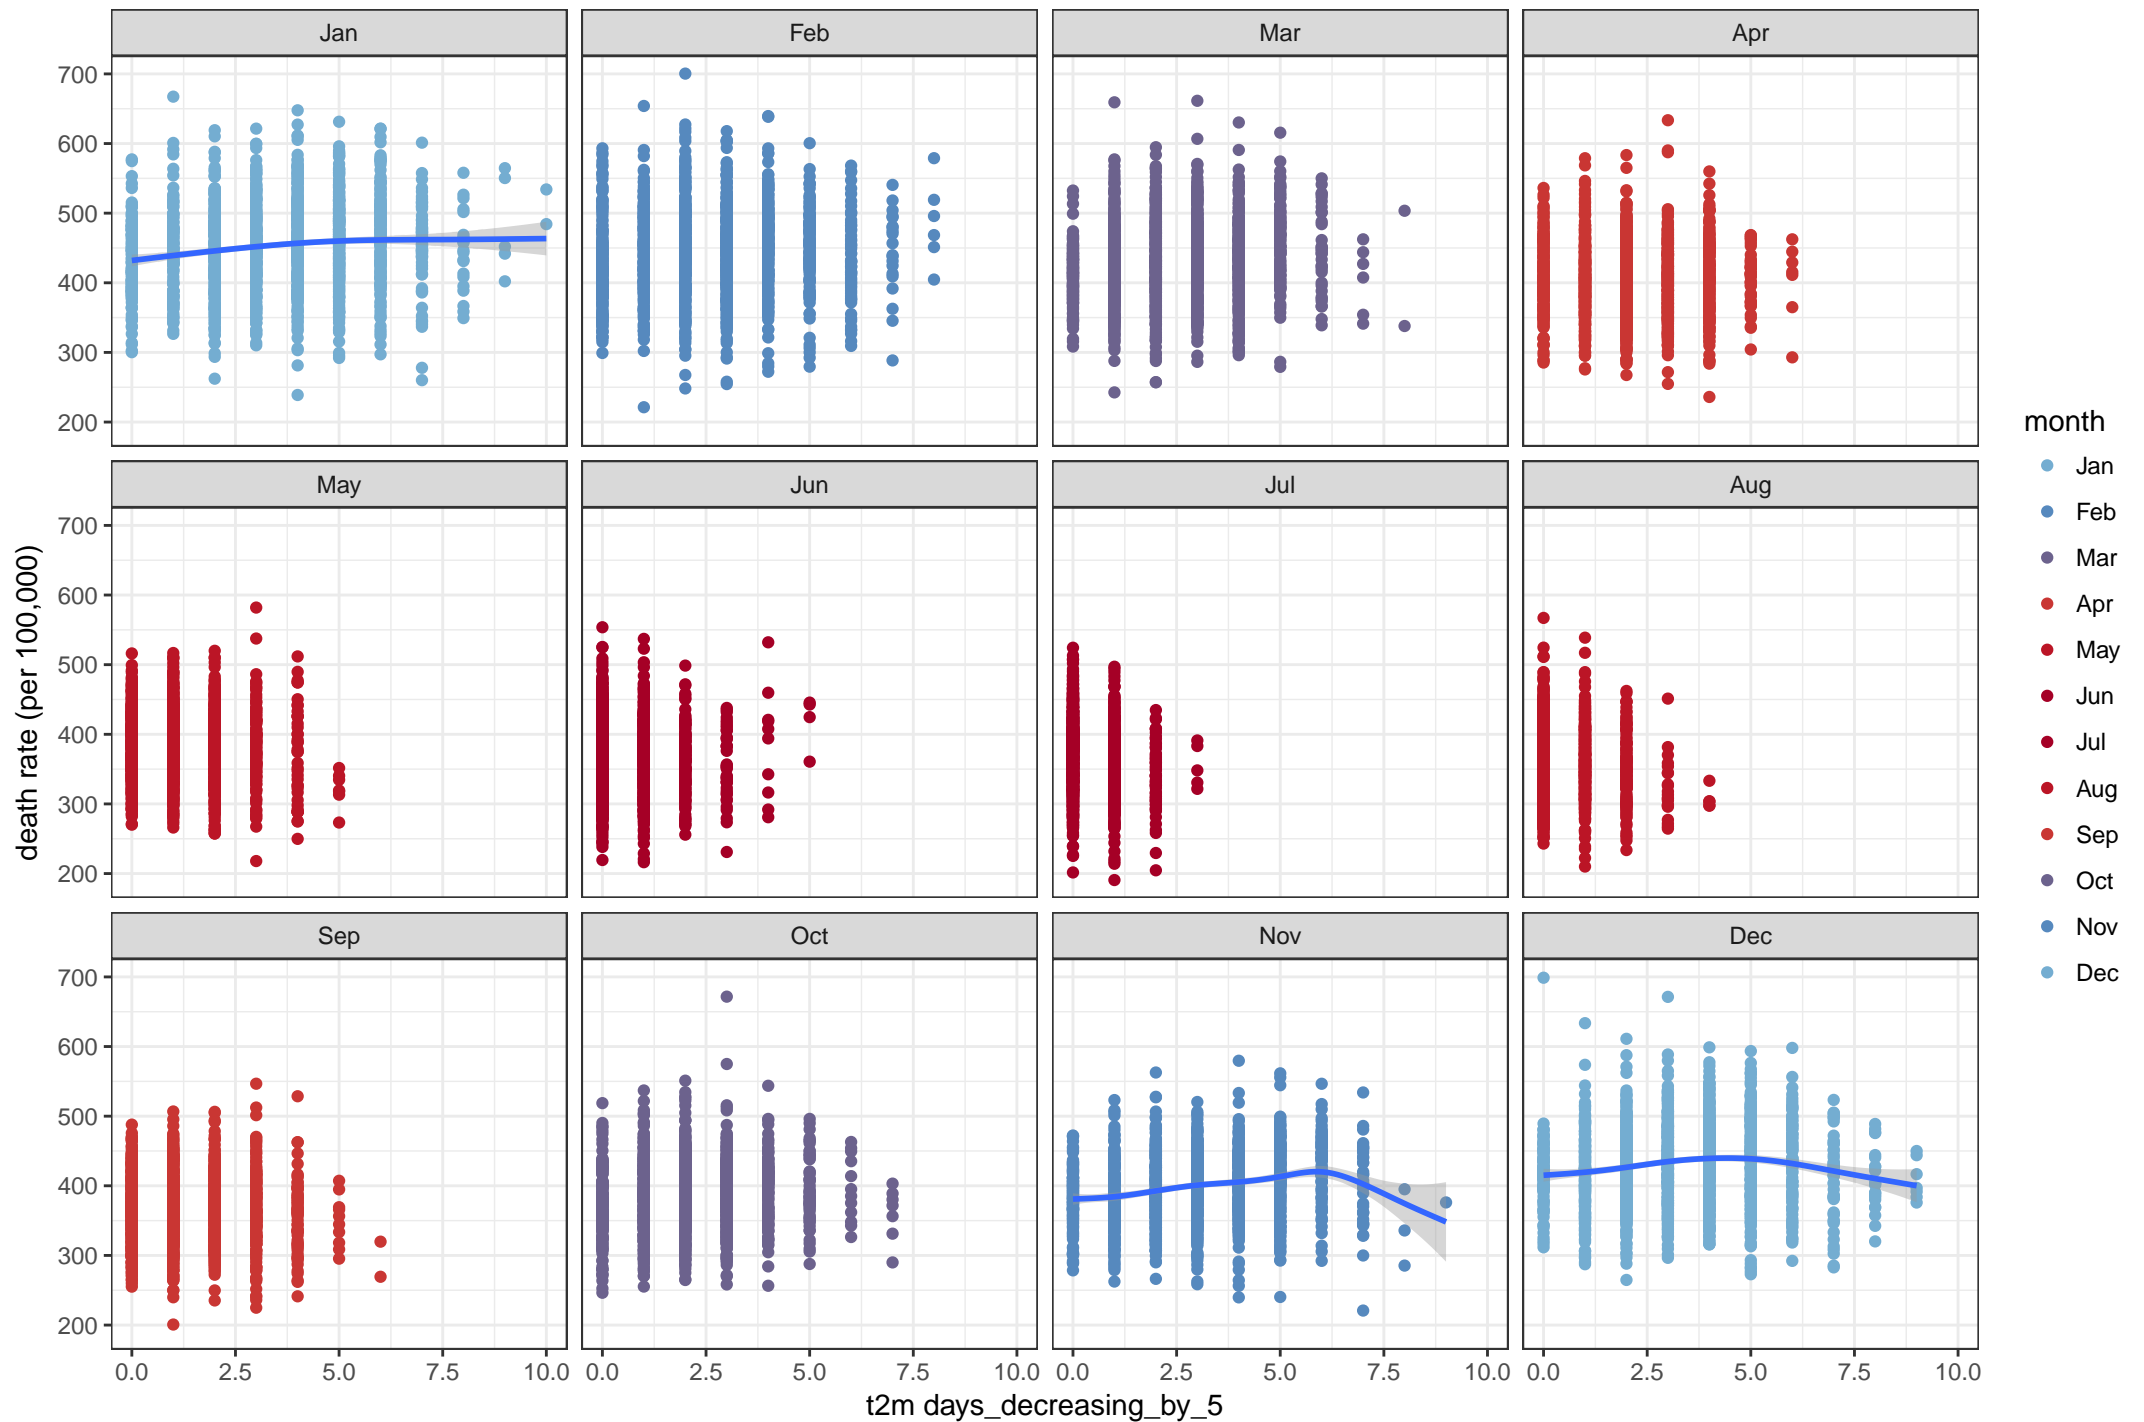 Jan Feb Mar Apr
700
600
500
400
300
200
May Jun Jul Aug
700
600
500
400
300
200
Sep Oct Nov Dec
700
600
500
400
300
200
0.0 2.5 5.0 7.5 10.0 0.0 2.5 5.0 7.5 10.0 0.0 2.5 5.0 7.5 10.0 0.0 2.5 5.0 7.5 10.0
t2m days_decreasing_by_5
death rate (per 100,000)
month
Jan
Feb
Mar
Apr
May
Jun
Jul
Aug
Sep
Oct
Nov
Dec